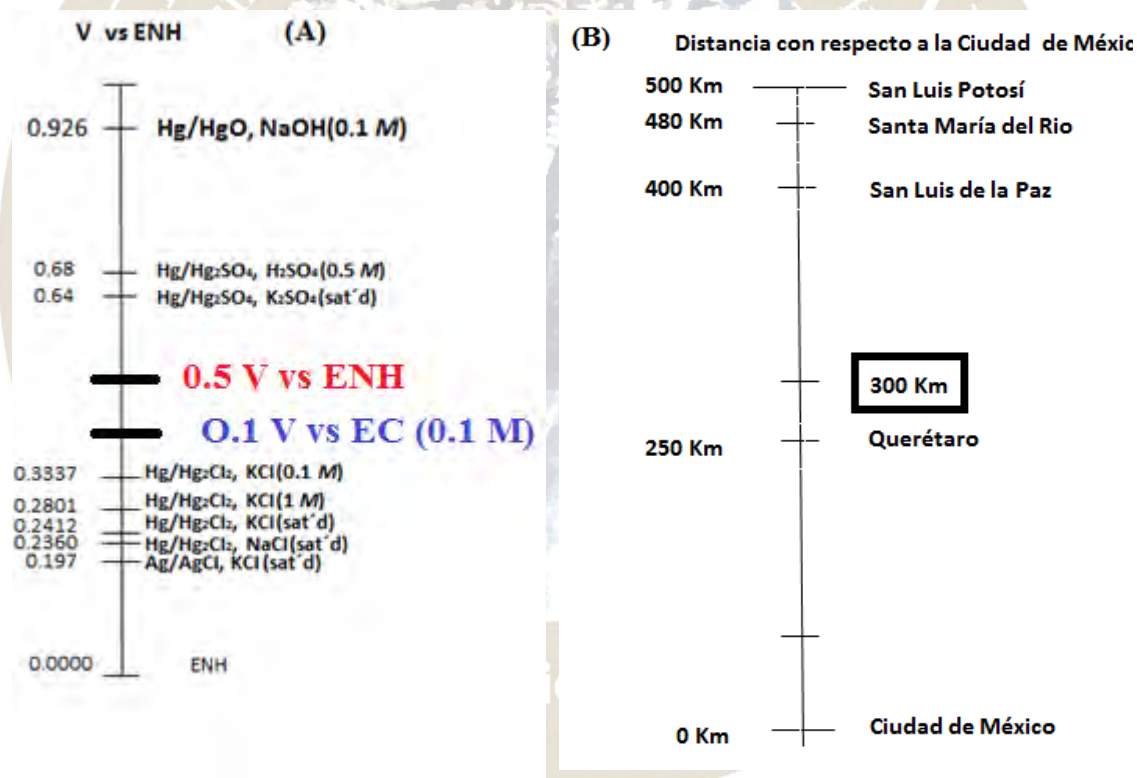 V vs ENH
(A)
0.926
Hg/HgO, NaOH(0.1 M)
0.68
Hg/Hg₂SO₄, H₂SO₄(0.5 M)
0.64
Hg/Hg₂SO₄, K₂SO₄(sat´d)
0.5 V vs ENH
O.1 V vs EC (0.1 M)
0.3337
Hg/Hg₂Cl₂, KCl(0.1 M)
0.2801
Hg/Hg₂Cl₂, KCl(1 M)
0.2412
Hg/Hg₂Cl₂, KCl(sat´d)
0.2360
Hg/Hg₂Cl₂, NaCl(sat´d)
0.197
Ag/AgCl, KCl(sat´d)
0.0000
ENH
(B)
Distancia con respecto a la Ciudad de Méxic
500 Km
San Luis Potosí
480 Km
Santa María del Rio
400 Km
San Luis de la Paz
300 Km
250 Km
Querétaro
0 Km
Ciudad de México